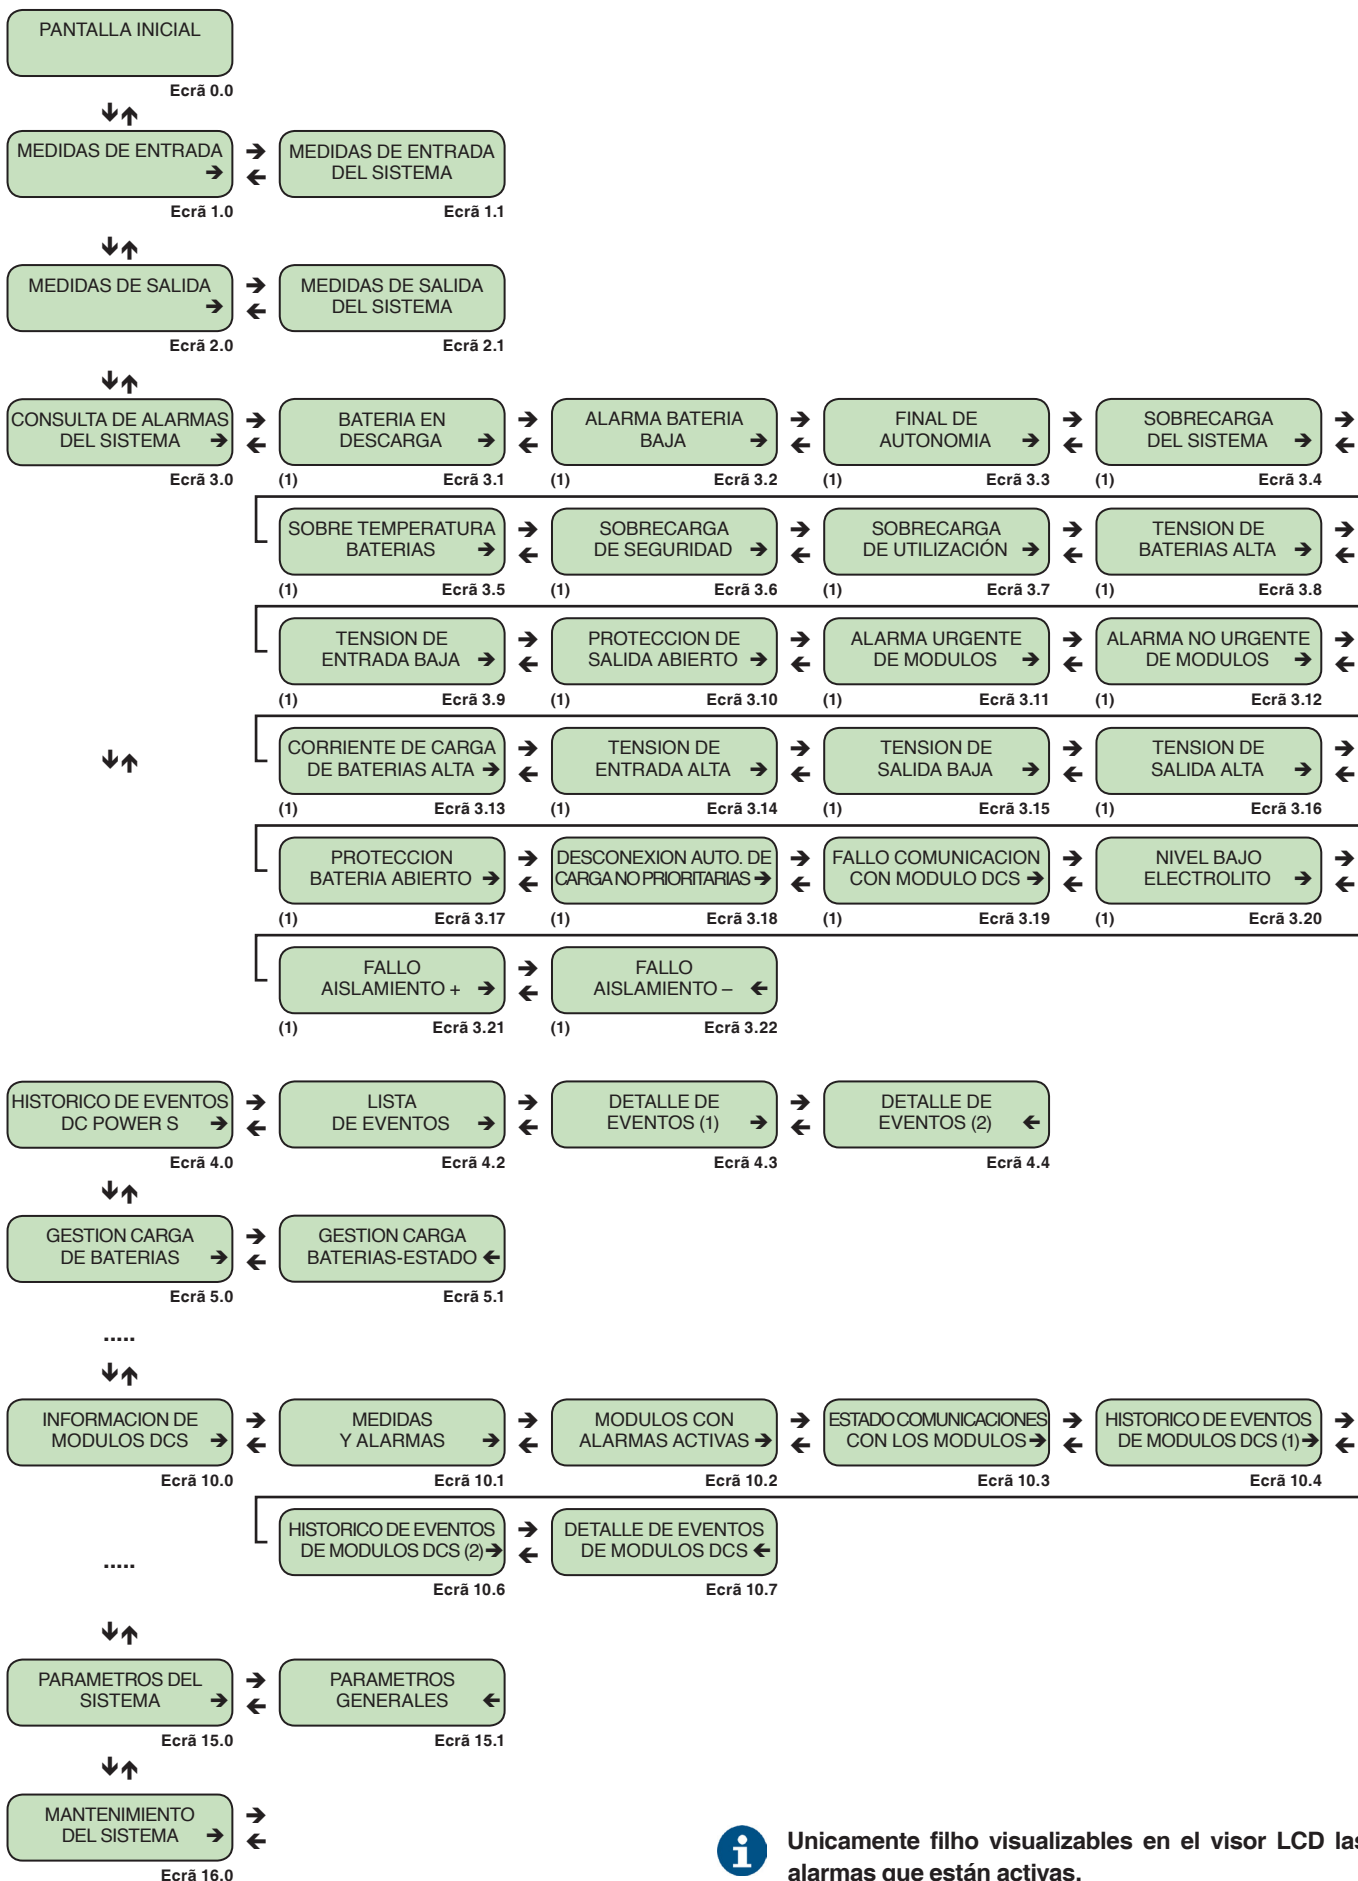 PANTALLA INICIAL
Ecrã 0.0
MEDIDAS DE ENTRADA
Ecrã 1.0
MEDIDAS DE ENTRADA
DEL SISTEMA
Ecrã 1.1
MEDIDAS DE SALIDA
Ecrã 2.0
MEDIDAS DE SALIDA
DEL SISTEMA
Ecrã 2.1
CONSULTA DE ALARMAS
DEL SISTEMA
Ecrã 3.0
BATERIA EN
DESCARGA
(1) Ecrã 3.1
ALARMA BATERIA
BAJA
(1) Ecrã 3.2
FINAL DE
AUTONOMIA
(1) Ecrã 3.3
SOBRECARGA
DEL SISTEMA
(1) Ecrã 3.4
SOBRE TEMPERATURA
BATERIAS
(1) Ecrã 3.5
SOBRECARGA
DE SEGURIDAD
(1) Ecrã 3.6
SOBRECARGA
DE UTILIZACIÓN
(1) Ecrã 3.7
TENSION DE
BATERIAS ALTA
(1) Ecrã 3.8
TENSION DE
ENTRADA BAJA
(1) Ecrã 3.9
PROTECCION DE
SALIDA ABIERTO
(1) Ecrã 3.10
ALARMA URGENTE
DE MODULOS
(1) Ecrã 3.11
ALARMA NO URGENTE
DE MODULOS
(1) Ecrã 3.12
CORRIENTE DE CARGA
DE BATERIAS ALTA
(1) Ecrã 3.13
TENSION DE
ENTRADA ALTA
(1) Ecrã 3.14
TENSION DE
SALIDA BAJA
(1) Ecrã 3.15
TENSION DE
SALIDA ALTA
(1) Ecrã 3.16
PROTECCION
BATERIA ABIERTO
(1) Ecrã 3.17
DESCONEXION AUTO. DE
CARGA NO PRIORITARIAS
(1) Ecrã 3.18
FALLO COMUNICACION
CON MODULO DCS
(1) Ecrã 3.19
NIVEL BAJO
ELECTROLITO
(1) Ecrã 3.20
FALLO
AISLAMIENTO +
(1) Ecrã 3.21
FALLO
AISLAMIENTO –
(1) Ecrã 3.22
HISTORICO DE EVENTOS
DC POWER S
Ecrã 4.0
LISTA
DE EVENTOS
Ecrã 4.2
DETALLE DE
EVENTOS (1)
Ecrã 4.3
DETALLE DE
EVENTOS (2)
Ecrã 4.4
GESTION CARGA
DE BATERIAS
Ecrã 5.0
GESTION CARGA
BATERIAS-ESTADO
Ecrã 5.1
.....
INFORMACION DE
MODULOS DCS
Ecrã 10.0
MEDIDAS
Y ALARMAS
Ecrã 10.1
MODULOS CON
ALARMAS ACTIVAS
Ecrã 10.2
ESTADO COMUNICACIONES
CON LOS MODULOS
Ecrã 10.3
HISTORICO DE EVENTOS
DE MODULOS DCS (1)
Ecrã 10.4
HISTORICO DE EVENTOS
DE MODULOS DCS (2)
Ecrã 10.6
DETALLE DE EVENTOS
DE MODULOS DCS
Ecrã 10.7
.....
PARAMETROS DEL
SISTEMA
Ecrã 15.0
PARAMETROS
GENERALES
Ecrã 15.1
MANTENIMIENTO
DEL SISTEMA
Ecrã 16.0
Unicamente filho visualizables en el visor LCD las
alarmas que están activas.